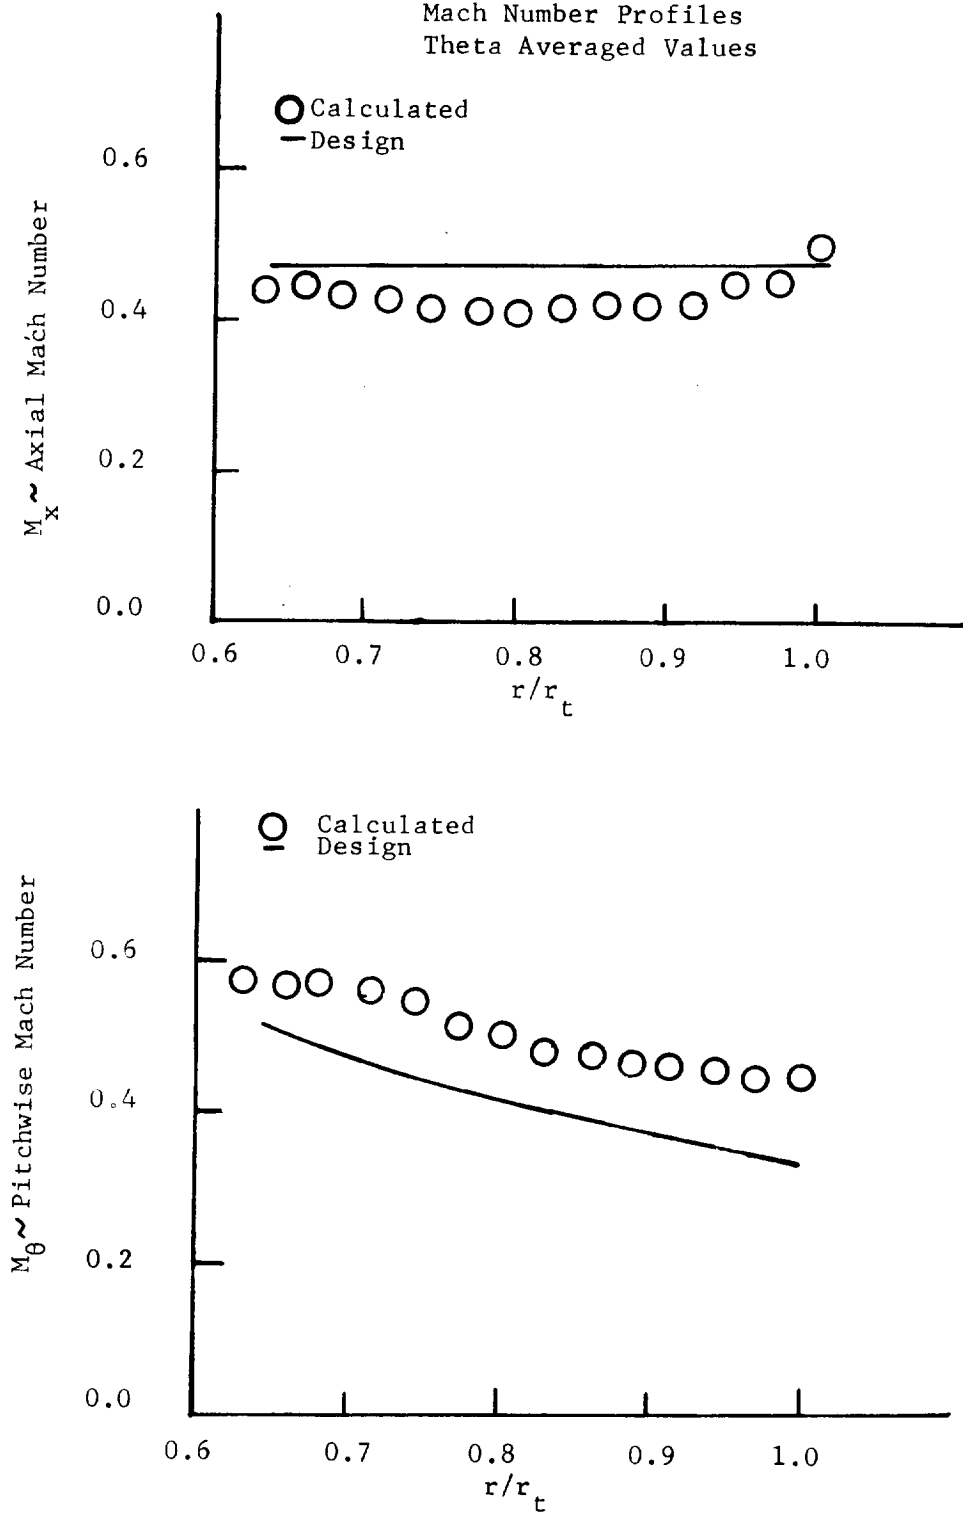 Mach Number Profiles
Theta Averaged Values
Calculated
Design
0.6
0.4
0.2
0.0
M_x ~ Axial Mach Number
0.6 0.7 0.8 0.9 1.0
r/r_t
Calculated
Design
0.6
0.4
0.2
0.0
M_θ ~ Pitchwise Mach Number
0.6 0.7 0.8 0.9 1.0
r/r_t